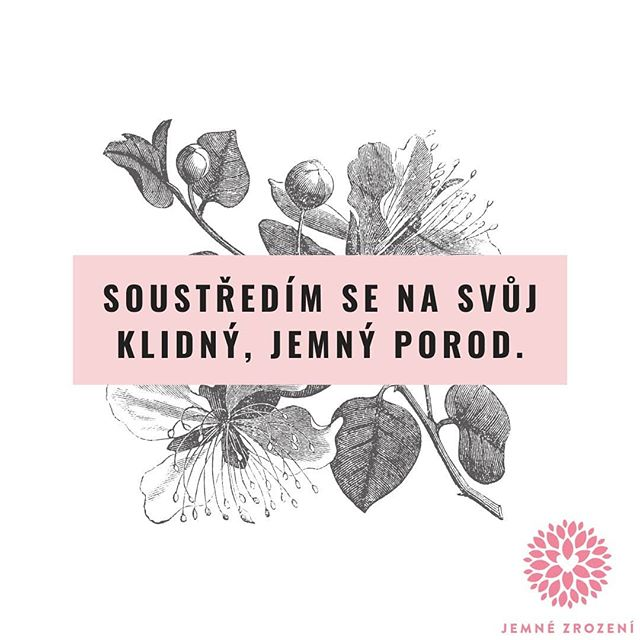 SOUSTŘEDÍM SE NA SVŮJ
KLIDNÝ, JEMNÝ POROD.
JEMNÉ ZROZENÍ